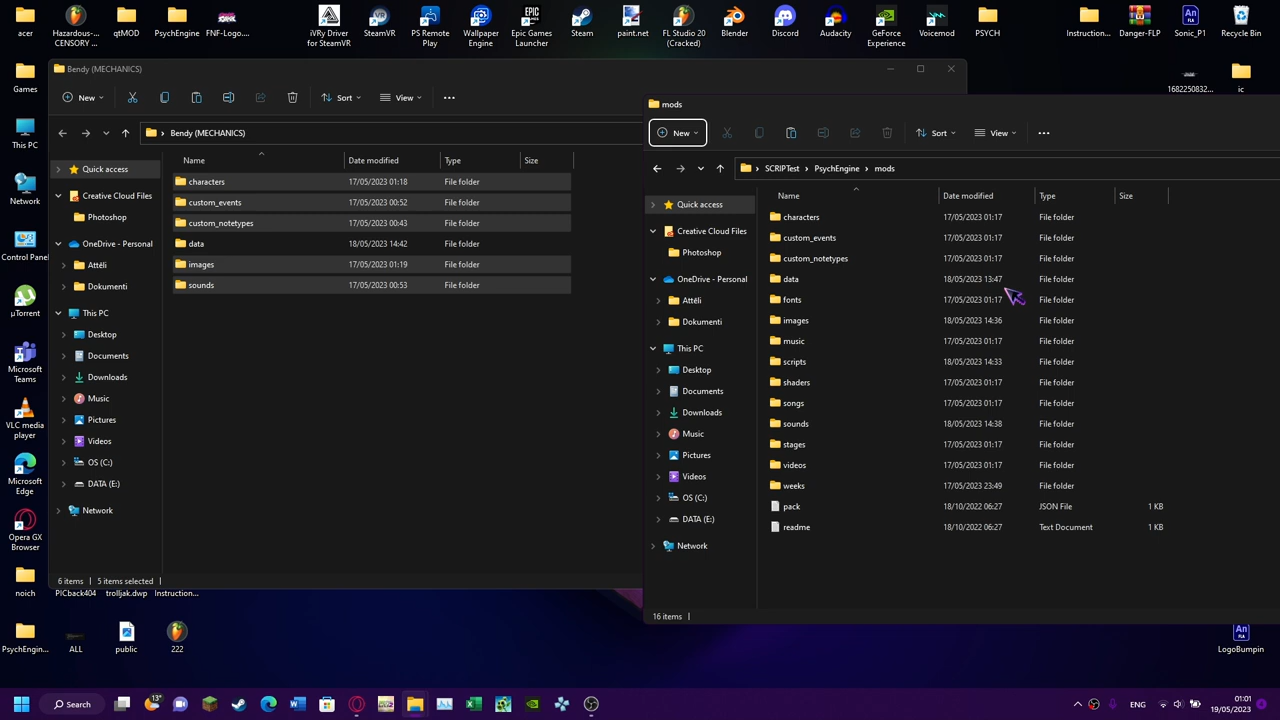 acer
Hazardous-...
CENSORY ...
qtMOD
PsychEngine
FNF-Logo....
iVRy Driver
for SteamVR
SteamVR
PS Remote
Play
Wallpaper
Engine
Epic Games
Launcher
Steam
paint.net
FL Studio 20
(Cracked)
Blender
Discord
Audacity
GeForce
Experience
Voicemod
PSYCH
Instruction...
Danger-FLP
Sonic_P1
Recycle Bin
Games
This PC
Network
Control Panel
µTorrent
Microsoft
Teams
VLC media
player
Microsoft
Edge
Opera GX
Browser
noich
PICback404
trolljak.dwp
Instruction...
PsychEngin...
ALL
public
222
1682250832...
ic
LogoBumpin
Bendy (MECHANICS)
New
Sort
View
Bendy (MECHANICS)
Name
Date modified
Type
Size
Quick access
Creative Cloud Files
Photoshop
OneDrive - Personal
Attēli
Dokumenti
This PC
Desktop
Documents
Downloads
Music
Pictures
Videos
OS (C:)
DATA (E:)
Network
characters 17/05/2023 01:18 File folder
custom_events 17/05/2023 00:52 File folder
custom_notetypes 17/05/2023 00:43 File folder
data 18/05/2023 14:42 File folder
images 17/05/2023 01:19 File folder
sounds 17/05/2023 00:53 File folder
6 items 5 items selected
mods
New
Sort
View
SCRIPTest PsychEngine mods
Name
Date modified
Type
Size
Quick access
Creative Cloud Files
Photoshop
OneDrive - Personal
Attēli
Dokumenti
This PC
Desktop
Documents
Downloads
Music
Pictures
Videos
OS (C:)
DATA (E:)
Network
characters 17/05/2023 01:17 File folder
custom_events 17/05/2023 01:17 File folder
custom_notetypes 17/05/2023 01:17 File folder
data 18/05/2023 13:47 File folder
fonts 17/05/2023 01:17 File folder
images 18/05/2023 14:36 File folder
music 17/05/2023 01:17 File folder
scripts 18/05/2023 14:33 File folder
shaders 17/05/2023 01:17 File folder
songs 17/05/2023 01:17 File folder
sounds 18/05/2023 14:38 File folder
stages 17/05/2023 01:17 File folder
videos 17/05/2023 01:17 File folder
weeks 17/05/2023 23:49 File folder
pack 18/10/2022 06:27 JSON File 1 KB
readme 18/10/2022 06:27 Text Document 1 KB
16 items
Search
13°
ENG
01:01
19/05/2023